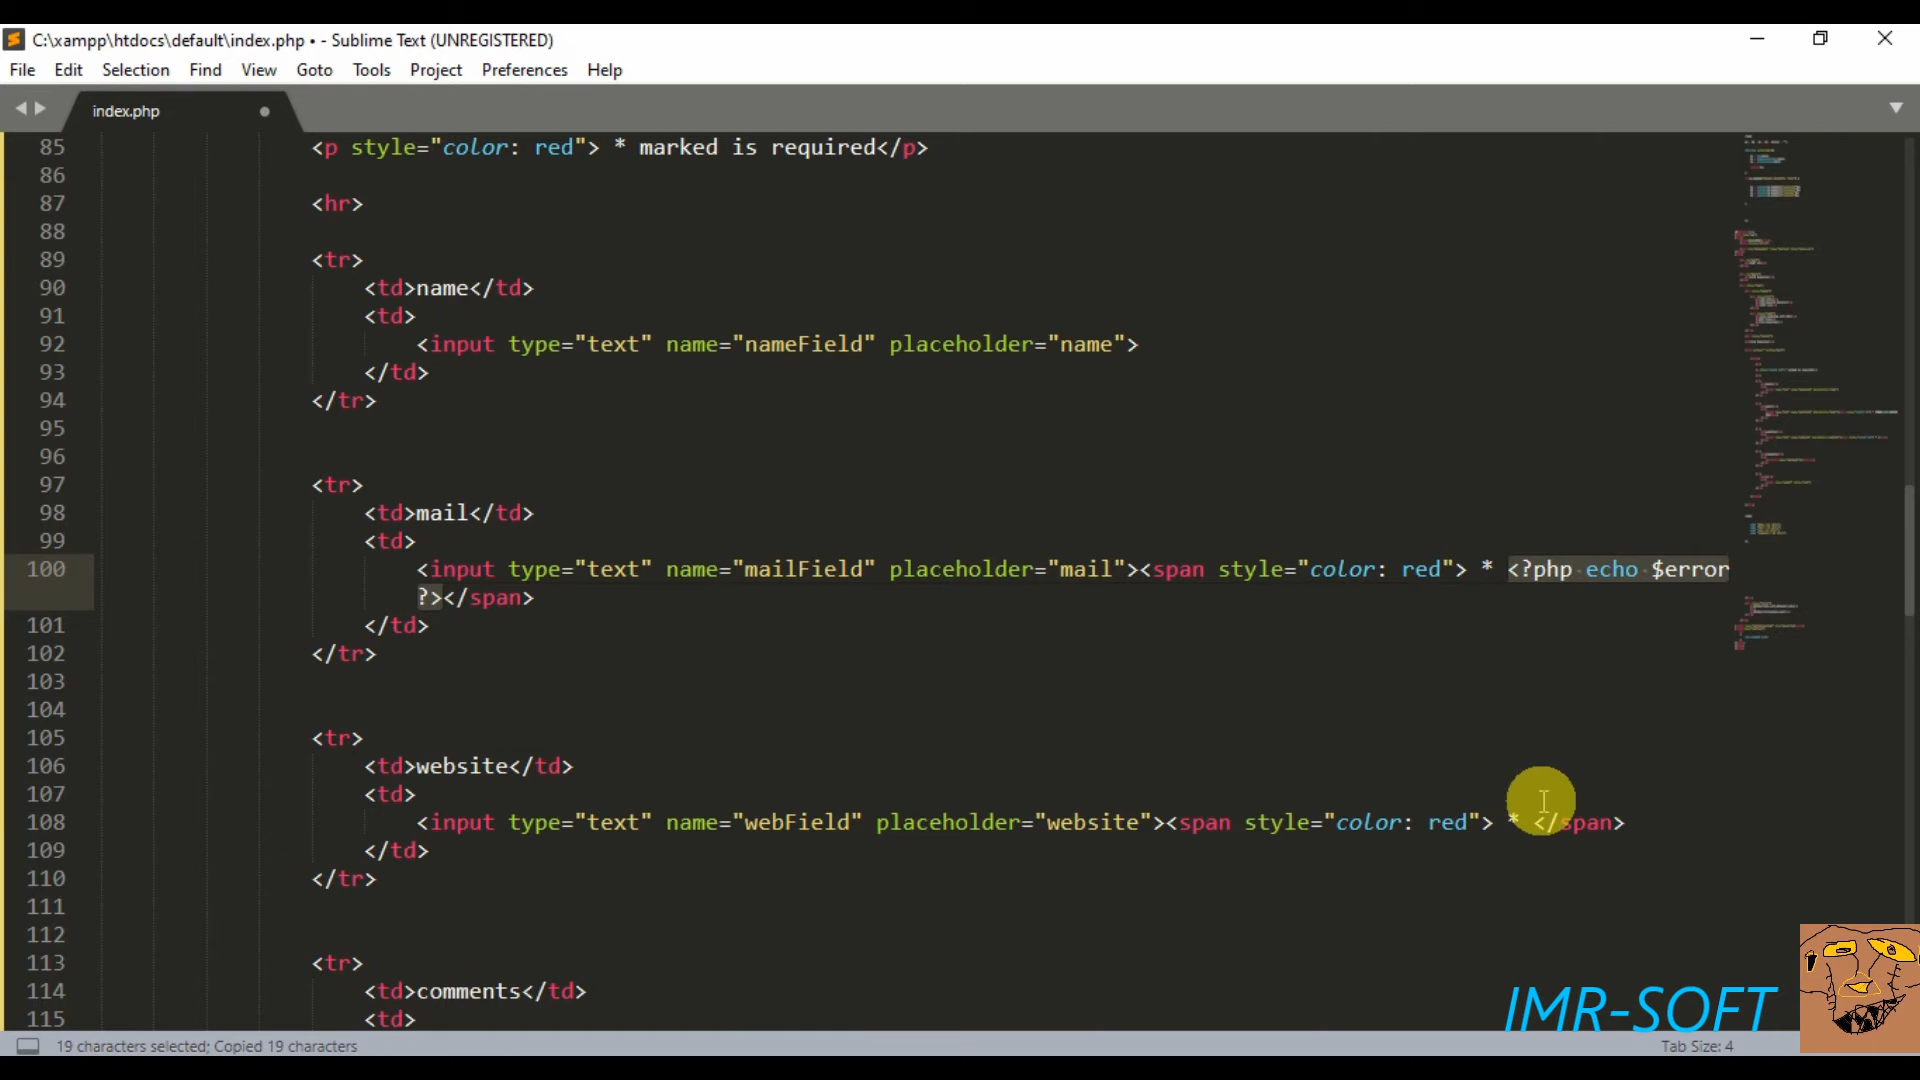 C:\xampp\htdocs\default\index.php • - Sublime Text (UNREGISTERED)
File Edit Selection Find View Goto Tools Project Preferences Help
index.php
85 <p style="color: red"> * marked is required</p>
86
87 <hr>
88
89 <tr>
90 <td>name</td>
91 <td>
92 <input type="text" name="nameField" placeholder="name">
93 </td>
94 </tr>
95
96
97 <tr>
98 <td>mail</td>
99 <td>
100 <input type="text" name="mailField" placeholder="mail"><span style="color: red"> * <?php echo $error
?></span>
101 </td>
102 </tr>
103
104
105 <tr>
106 <td>website</td>
107 <td>
108 <input type="text" name="webField" placeholder="website"><span style="color: red"> * </span>
109 </td>
110 </tr>
111
112
113 <tr>
114 <td>comments</td>
115 <td>
IMR-SOFT
19 characters selected; Copied 19 characters
Tab Size: 4